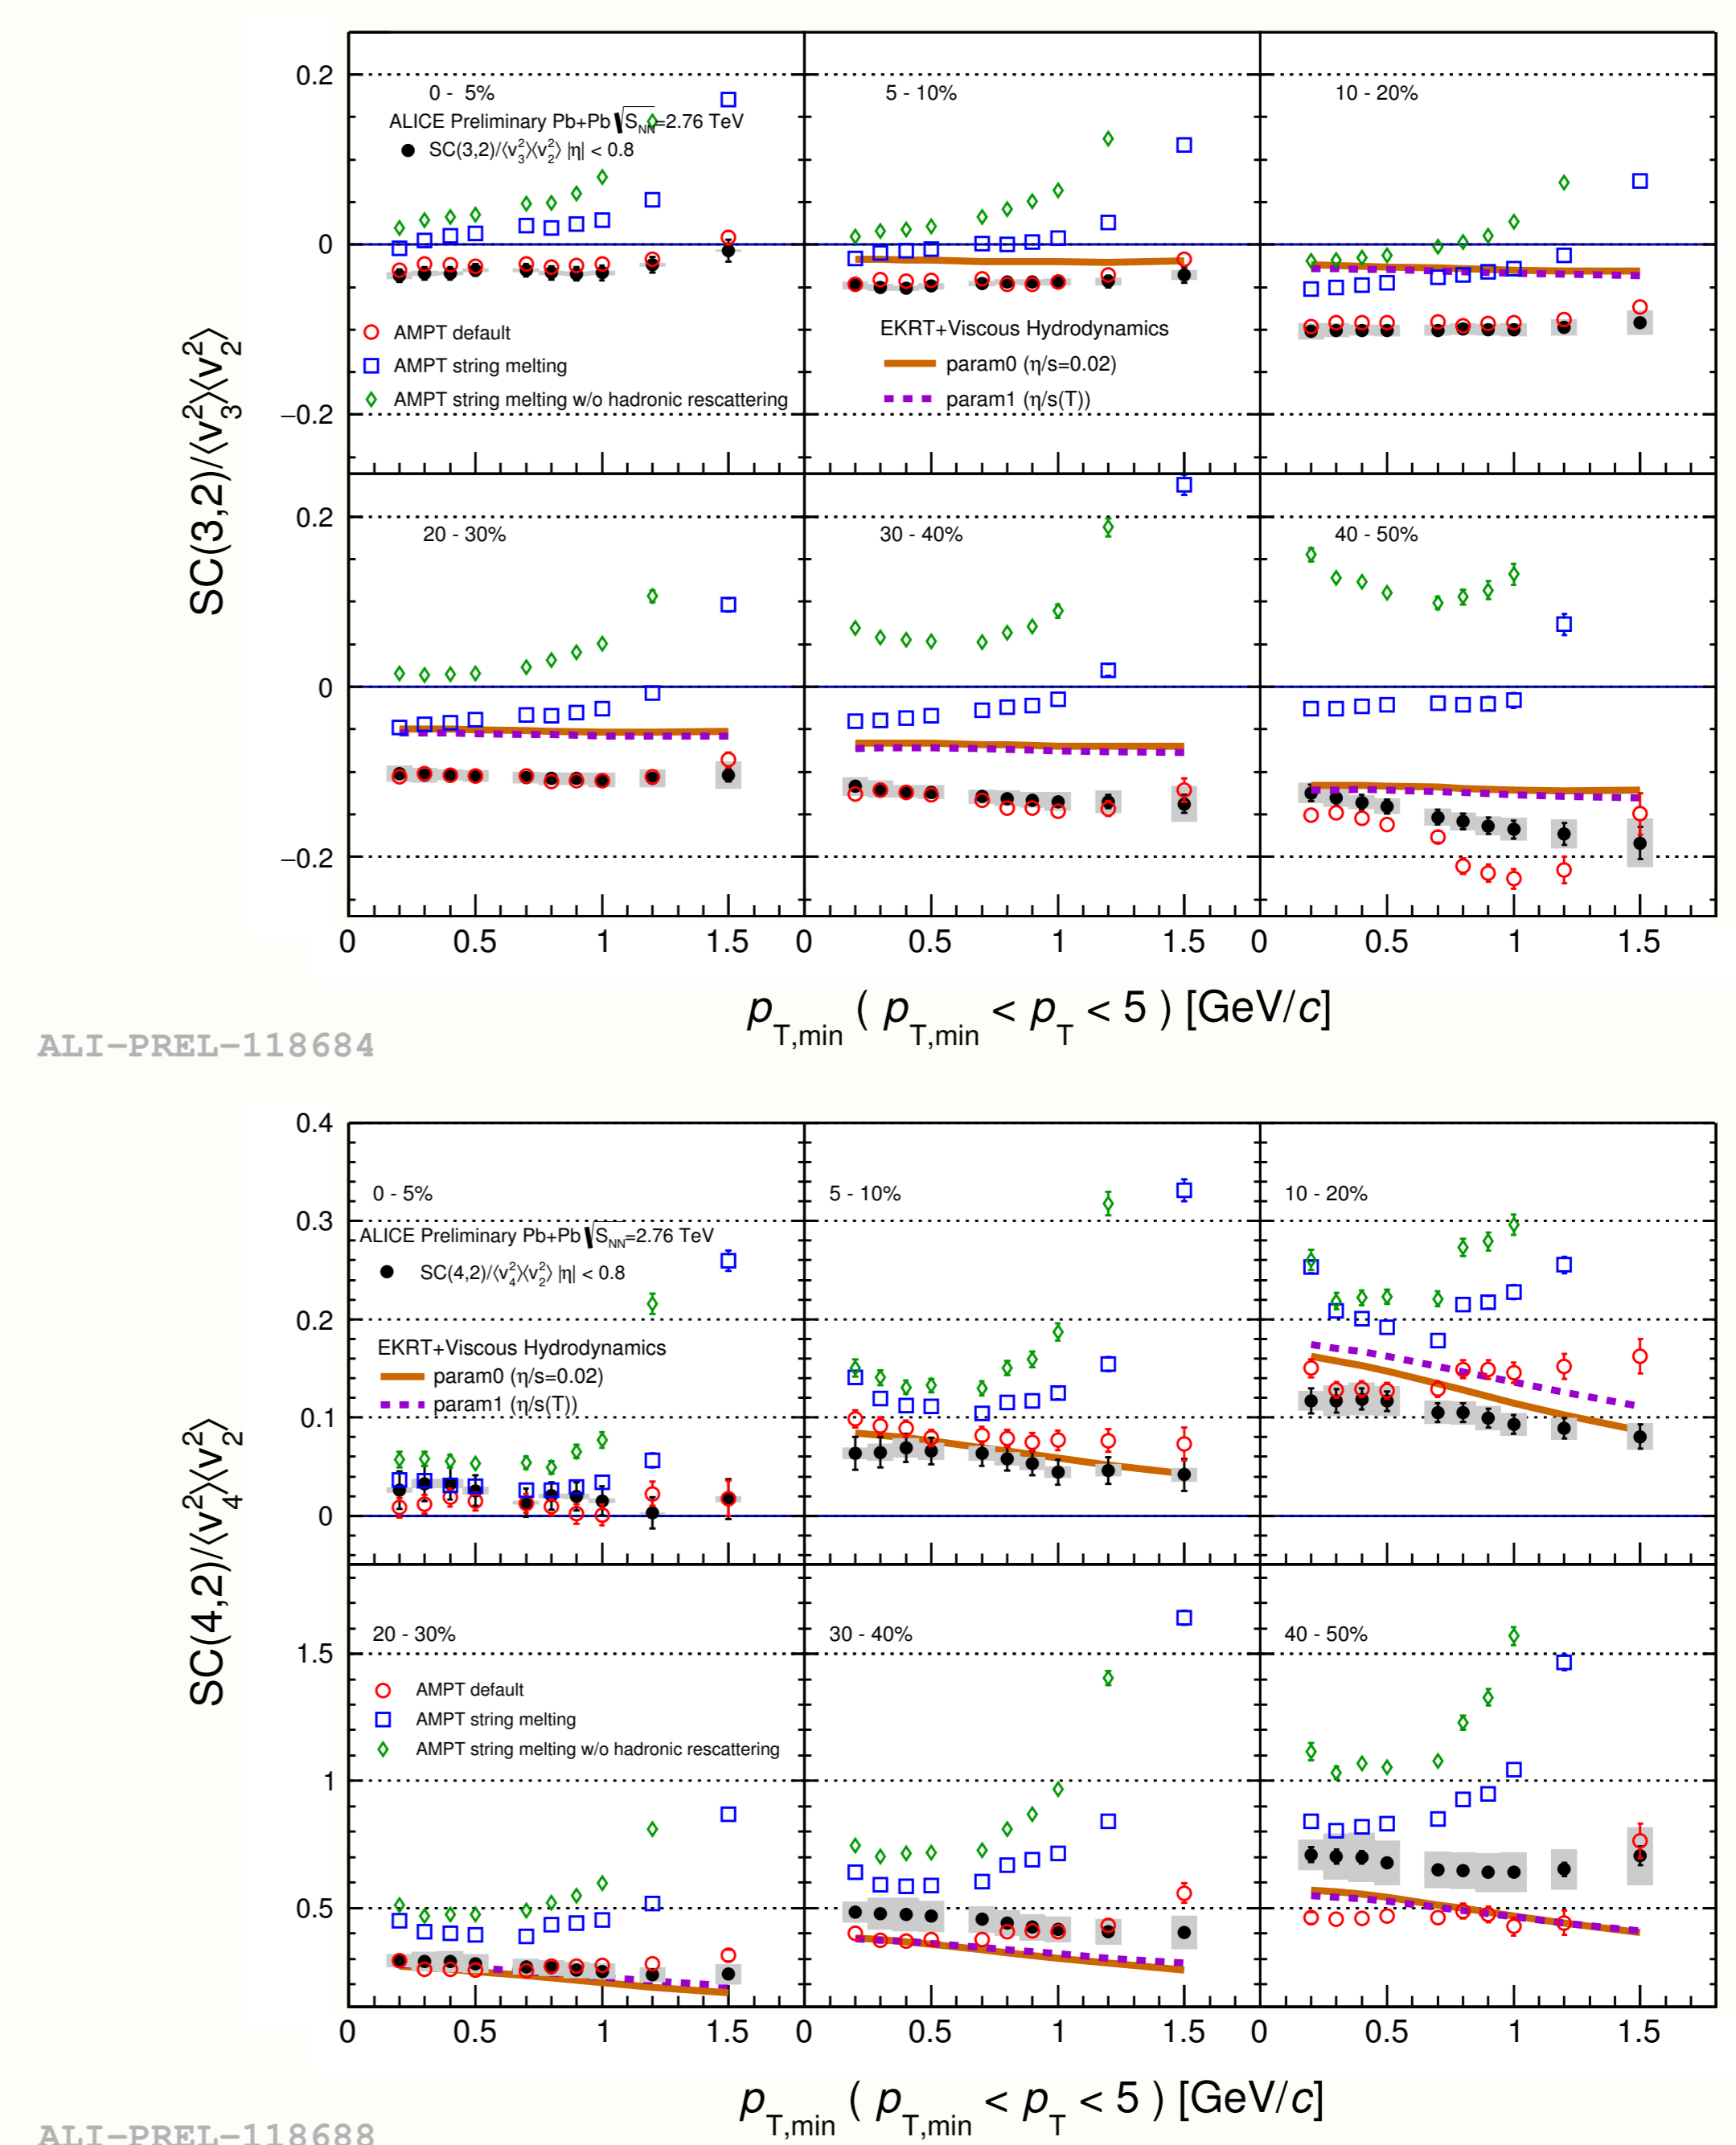 SC(3,2)/⟨v₃²⟩⟨v₂²⟩
0.2
0
−0.2
0 - 5%
ALICE Preliminary Pb+Pb √S_NN=2.76 TeV
SC(3,2)/⟨v₃²⟩⟨v₂²⟩ |η| < 0.8
AMPT default
AMPT string melting
AMPT string melting w/o hadronic rescattering
5 - 10%
EKRT+Viscous Hydrodynamics
param0 (η/s=0.02)
param1 (η/s(T))
10 - 20%
0.2
0
−0.2
20 - 30%
30 - 40%
40 - 50%
0 0.5 1 1.5 0 0.5 1 1.5 0 0.5 1 1.5
p_T,min ( p_T,min < p_T < 5 ) [GeV/c]
ALI−PREL−118684
SC(4,2)/⟨v₄²⟩⟨v₂²⟩
0.4
0.3
0.2
0.1
0
0 - 5%
ALICE Preliminary Pb+Pb √S_NN=2.76 TeV
SC(4,2)/⟨v₄²⟩⟨v₂²⟩ |η| < 0.8
EKRT+Viscous Hydrodynamics
param0 (η/s=0.02)
param1 (η/s(T))
5 - 10%
10 - 20%
1.5
1
0.5
20 - 30%
AMPT default
AMPT string melting
AMPT string melting w/o hadronic rescattering
30 - 40%
40 - 50%
0 0.5 1 1.5 0 0.5 1 1.5 0 0.5 1 1.5
p_T,min ( p_T,min < p_T < 5 ) [GeV/c]
ALI−PREL−118688